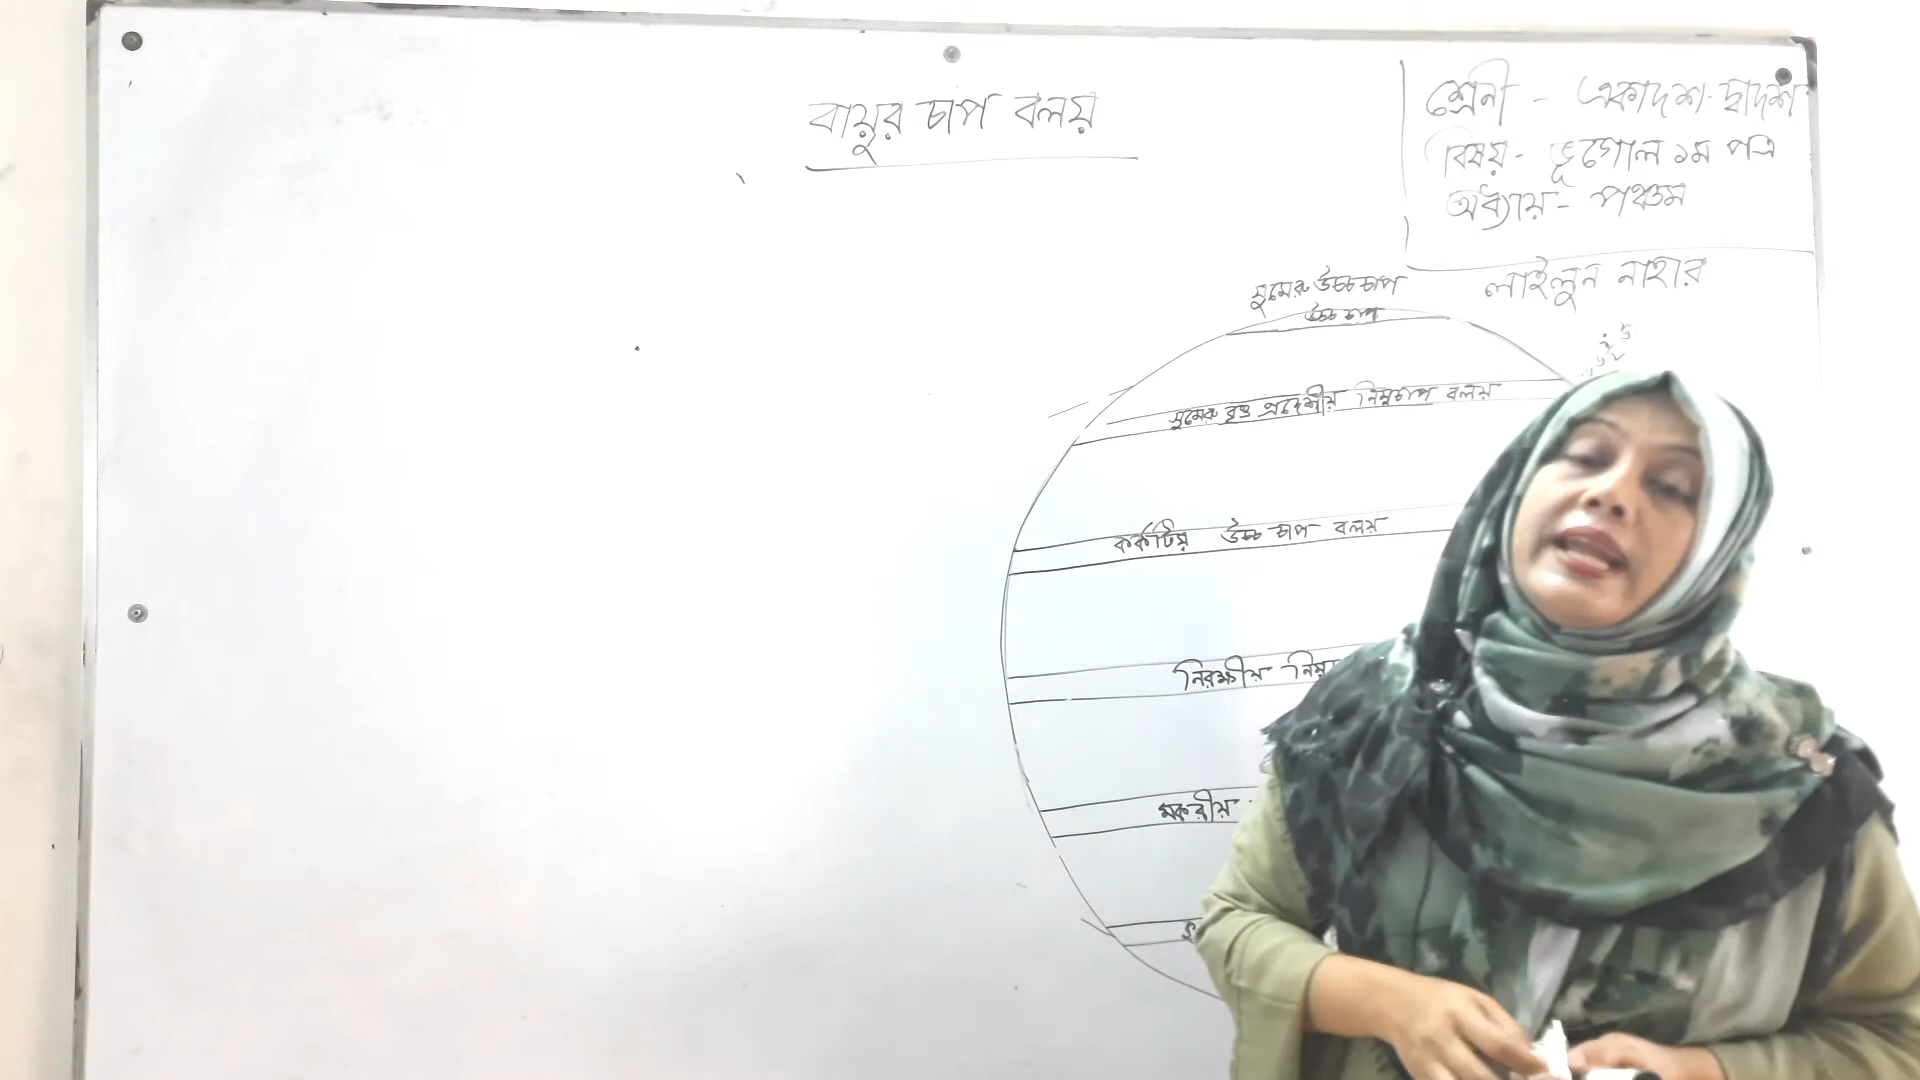 বায়ুর চাপ বলয়
শ্রেনী - একাদশ-দ্বাদশ
বিষয় - ভূগোল ১ম পত্র
অধ্যায় - পঞ্চম
লাইলুন নাহার
সুমেরু উচ্চচাপ
উচ্চ চাপ
সুমেরু বৃত্ত প্রদেশীয় নিম্নচাপ বলয়
কর্কটিয় উচ্চ চাপ বলয়
নিরক্ষীয়
মকরীয়